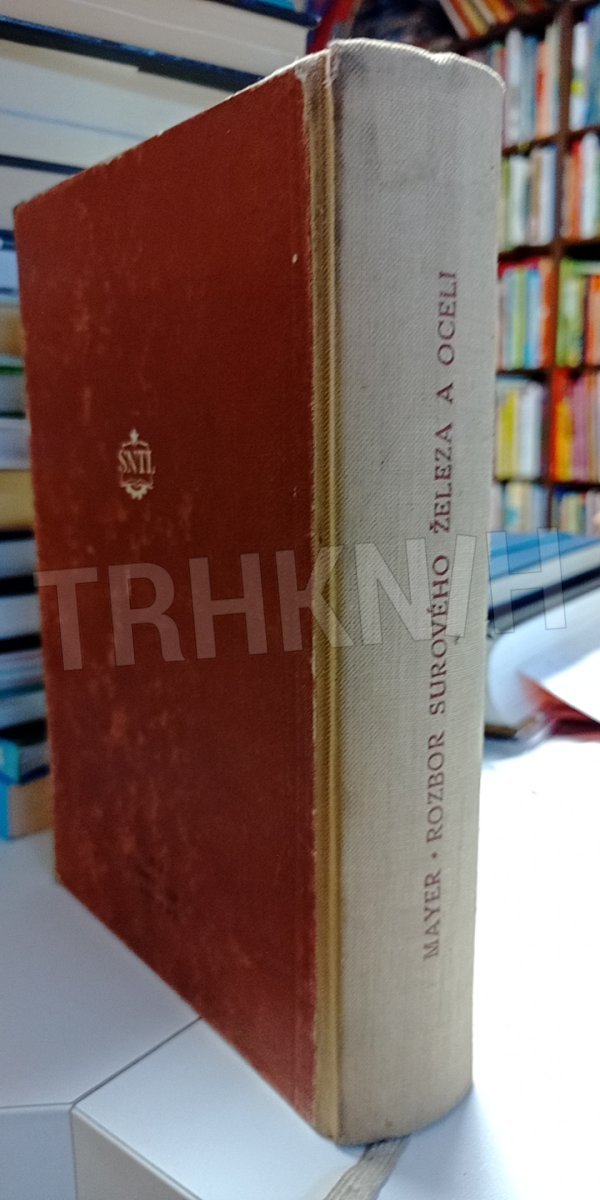 SNTL
MAYER • ROZBOR SUROVÉHO ŽELEZA A OCELI
TRHKNIH